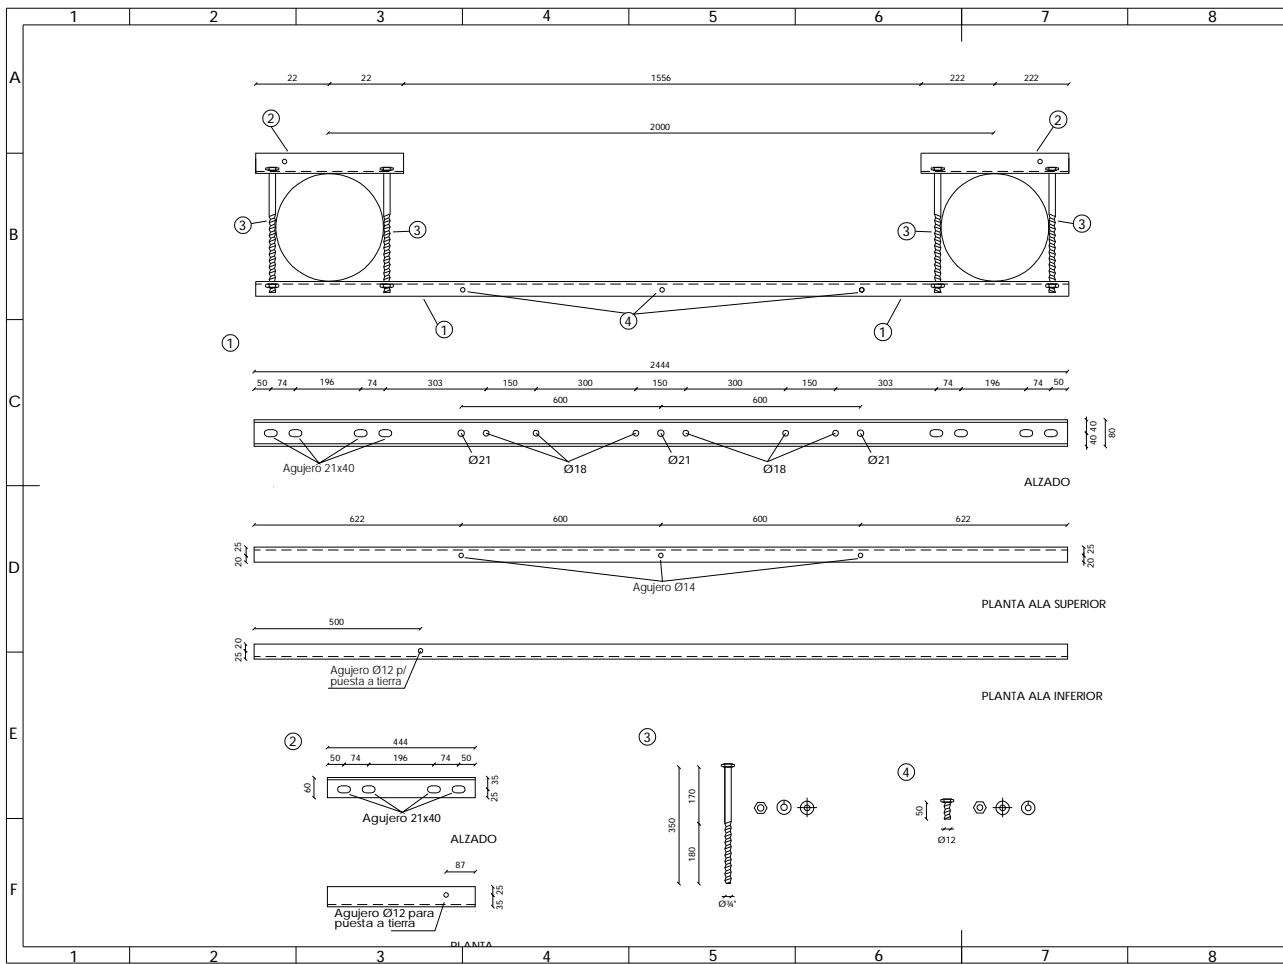 1 2 3 4 5 6 7 8
A
22 22 1556 222 222
2 2
2000
B
3 3 3 3
1 4 1
1
C
2444
50 74 196 74 303 150 300 150 300 150 303 74 196 74 50
600 600
40 40
80
Agujero 21x40 Ø21 Ø18 Ø21 Ø18 Ø21
ALZADO
D
622 600 600 622
20 25 20 25
Agujero Ø14
PLANTA ALA SUPERIOR
500
25 20
Agujero Ø12 p/
puesta a tierra
PLANTA ALA INFERIOR
E
2
444
50 74 196 74 50
60 35
25
Agujero 21x40
ALZADO
3
350 170
180
Ø¾"
4
50
Ø12
F
87
35 25
Agujero Ø12 para
puesta a tierra
PLANTA
1 2 3 4 5 6 7 8